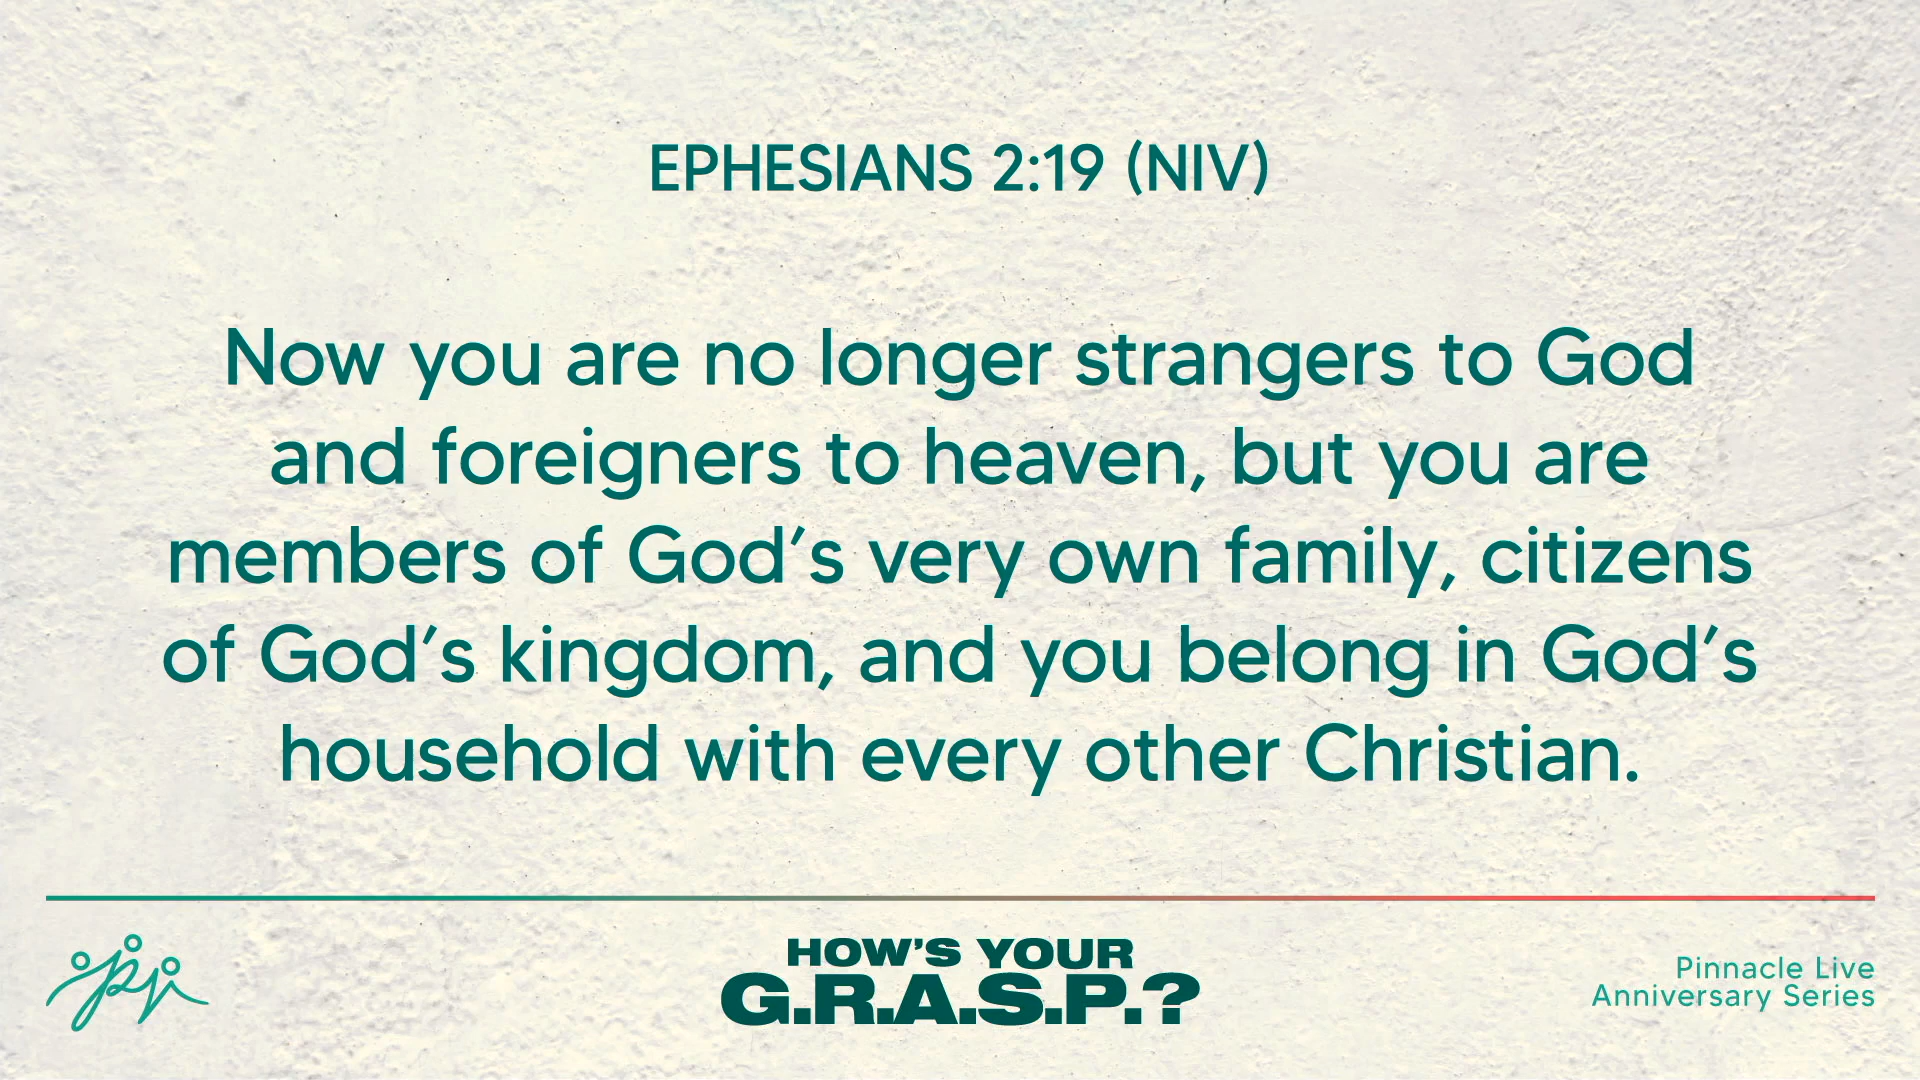 EPHESIANS 2:19 (NIV)
Now you are no longer strangers to God
and foreigners to heaven, but you are
members of God’s very own family, citizens
of God’s kingdom, and you belong in God’s
household with every other Christian.
HOW’S YOUR
G.R.A.S.P.?
Pinnacle Live
Anniversary Series